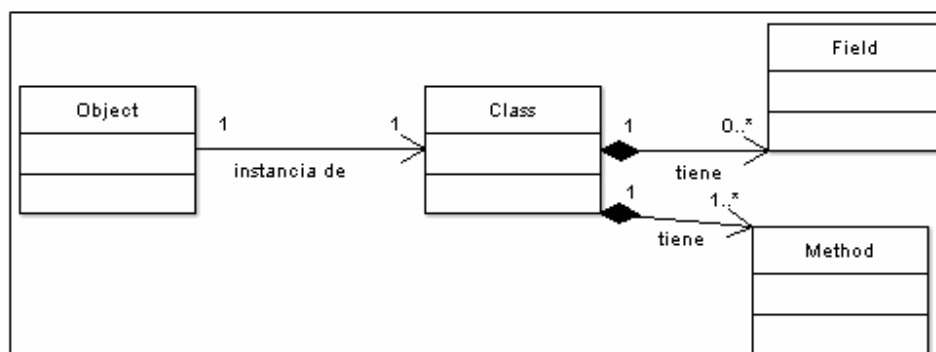 Field
Object
Class
1
1
1
0..*
instancia de
tiene
1
1..*
tiene
Method